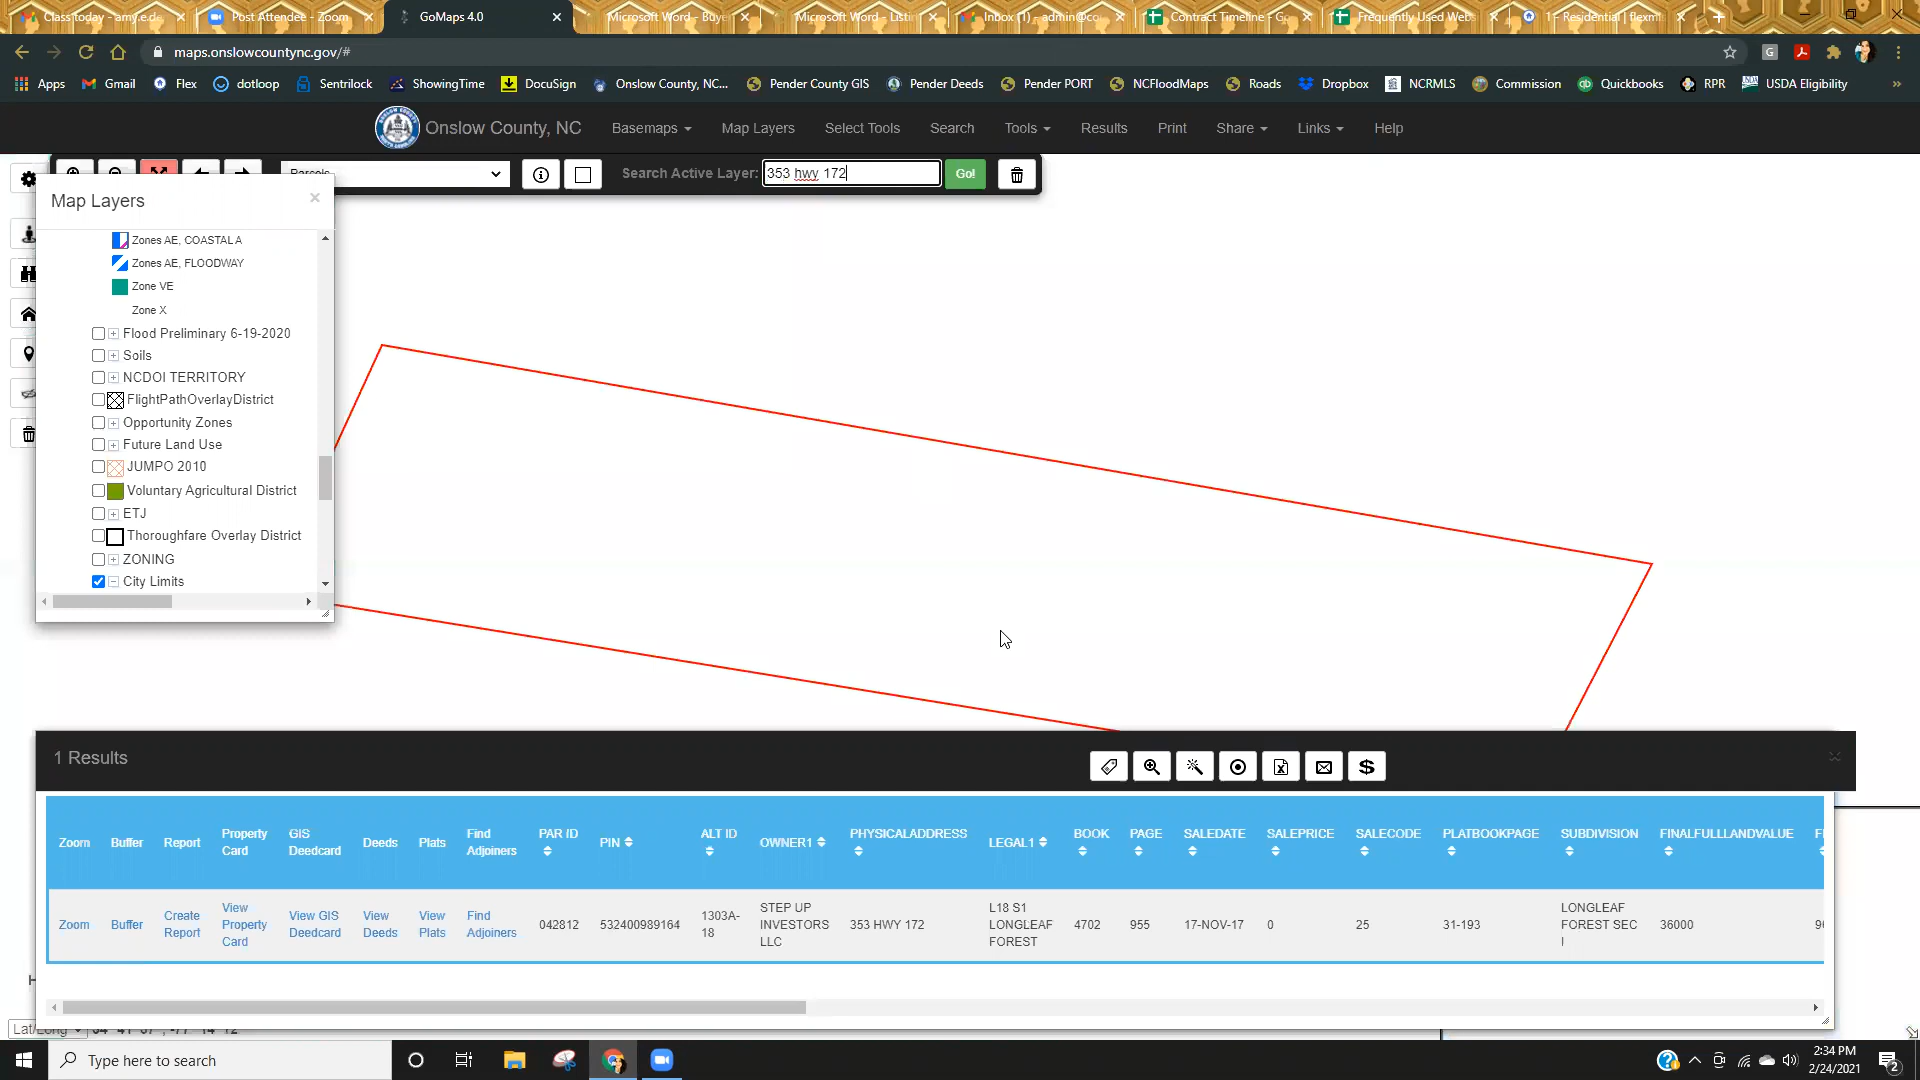 Class today - amy.e.de
Post Attendee - Zoom
GoMaps 4.0
Microsoft Word - Buye
Microsoft Word - Listin
Inbox (1) - admin@co
Contract Timeline - G
Frequently Used Webs
1 - Residential | flexml
maps.onslowcountync.gov/#
Apps
Gmail
Flex
dotloop
Sentrilock
ShowingTime
DocuSign
Onslow County, NC...
Pender County GIS
Pender Deeds
Pender PORT
NCFloodMaps
Roads
Dropbox
NCRMLS
Commission
Quickbooks
RPR
USDA Eligibility
»
Onslow County, NC
Basemaps
Map Layers
Select Tools
Search
Tools
Results
Print
Share
Links
Help
Parcels
Search Active Layer:
353 hwy 172
Go!
Map Layers
Zones AE, COASTAL A
Zones AE, FLOODWAY
Zone VE
Zone X
Flood Preliminary 6-19-2020
Soils
NCDOI TERRITORY
FlightPathOverlayDistrict
Opportunity Zones
Future Land Use
JUMPO 2010
Voluntary Agricultural District
ETJ
Thoroughfare Overlay District
ZONING
City Limits
1 Results
Zoom
Buffer
Report
Property
Card
GIS
Deedcard
Deeds
Plats
Find
Adjoiners
PAR ID
PIN
ALT ID
OWNER1
PHYSICALADDRESS
LEGAL1
BOOK
PAGE
SALEDATE
SALEPRICE
SALECODE
PLATBOOKPAGE
SUBDIVISION
FINALFULLLANDVALUE
Zoom
Buffer
Create
Report
View
Property
Card
View GIS
Deedcard
View
Deeds
View
Plats
Find
Adjoiners
042812
532400989164
1303A-
18
STEP UP
INVESTORS
LLC
353 HWY 172
L18 S1
LONGLEAF
FOREST
4702
955
17-NOV-17
0
25
31-193
LONGLEAF
FOREST SEC
I
36000
Lat/Long
Type here to search
2:34 PM
2/24/2021
2